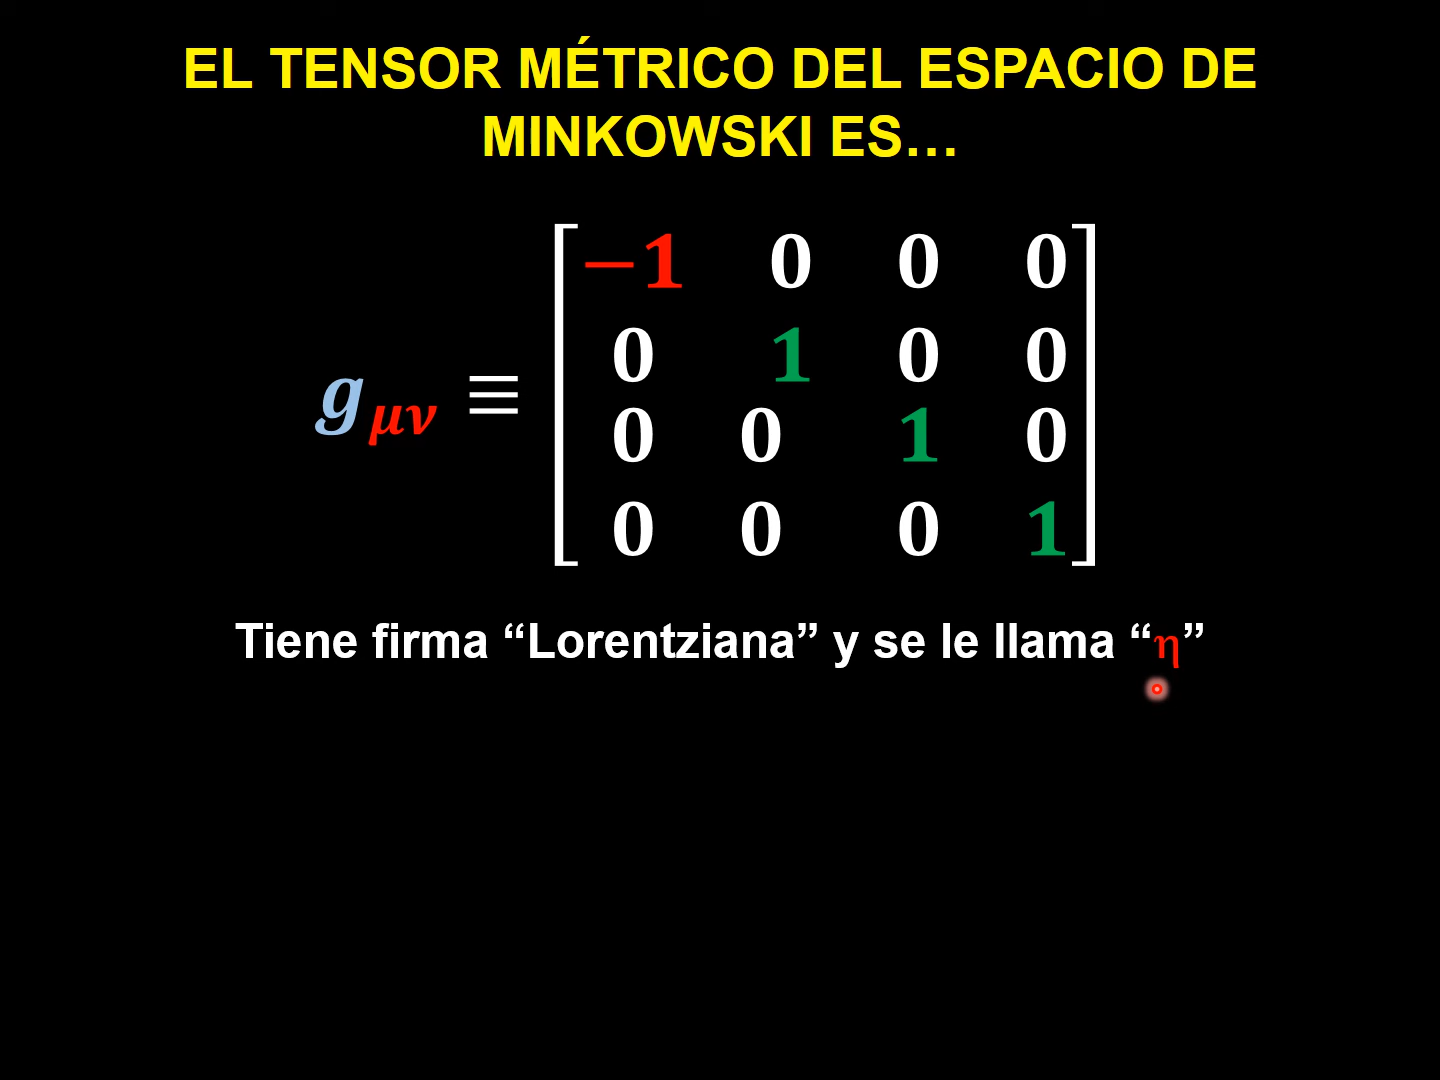 EL TENSOR MÉTRICO DEL ESPACIO DE
MINKOWSKI ES…
−1 0 0 0
0 1 0 0
g_μν ≡
0 0 1 0
0 0 0 1
Tiene firma “Lorentziana” y se le llama “η”